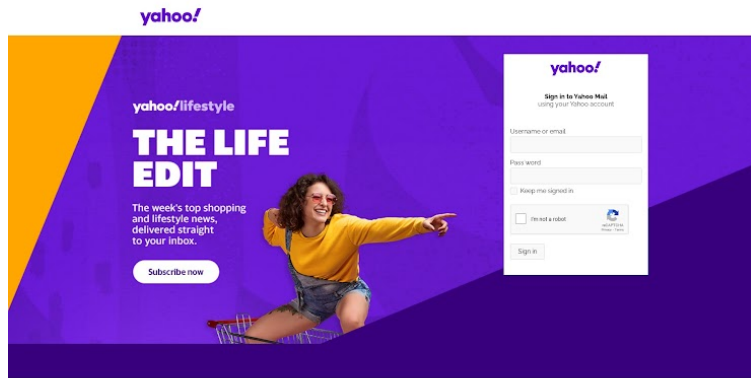 yahoo!
yahoo!lifestyle
THE LIFE
EDIT
The week's top shopping
and lifestyle news,
delivered straight
to your inbox.
Subscribe now
yahoo!
Sign in to Yahoo Mail
using your Yahoo account
Username or email
Pass word
Keep me signed in
I'm not a robot
reCAPTCHA
Privacy - Terms
Sign in